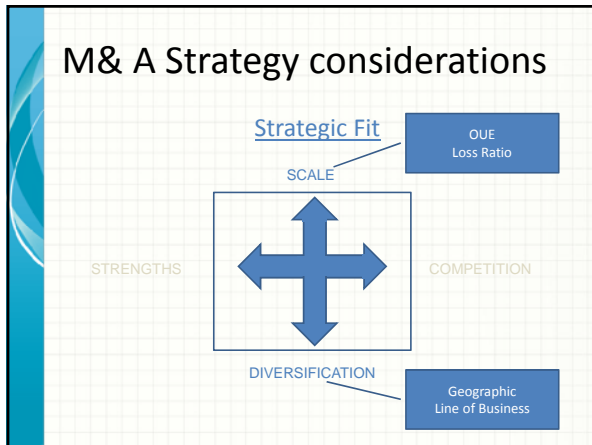 M& A Strategy considerations
Strategic Fit
OUE
Loss Ratio
SCALE
STRENGTHS
COMPETITION
DIVERSIFICATION
Geographic
Line of Business